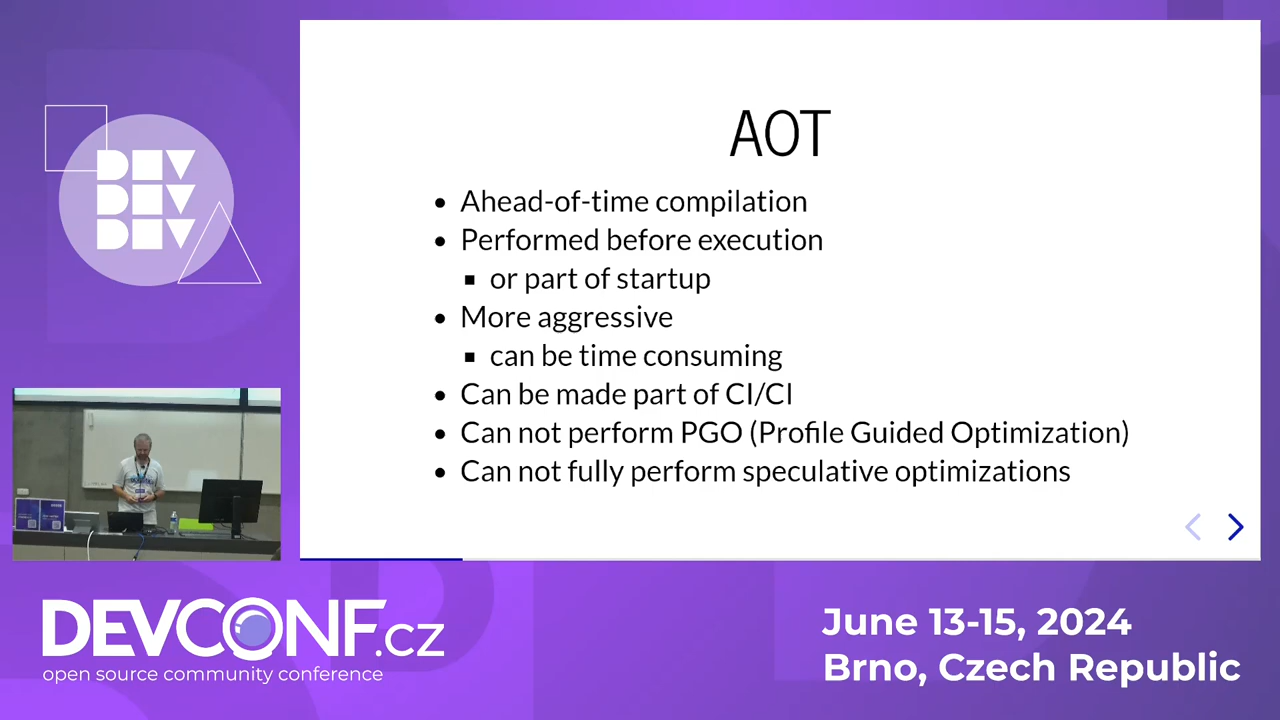 DEV
DEV
DEV
AOT
Ahead-of-time compilation
Performed before execution
or part of startup
More aggressive
can be time consuming
Can be made part of CI/CI
Can not perform PGO (Profile Guided Optimization)
Can not fully perform speculative optimizations
DEVCONF.CZ
open source community conference
June 13-15, 2024
Brno, Czech Republic